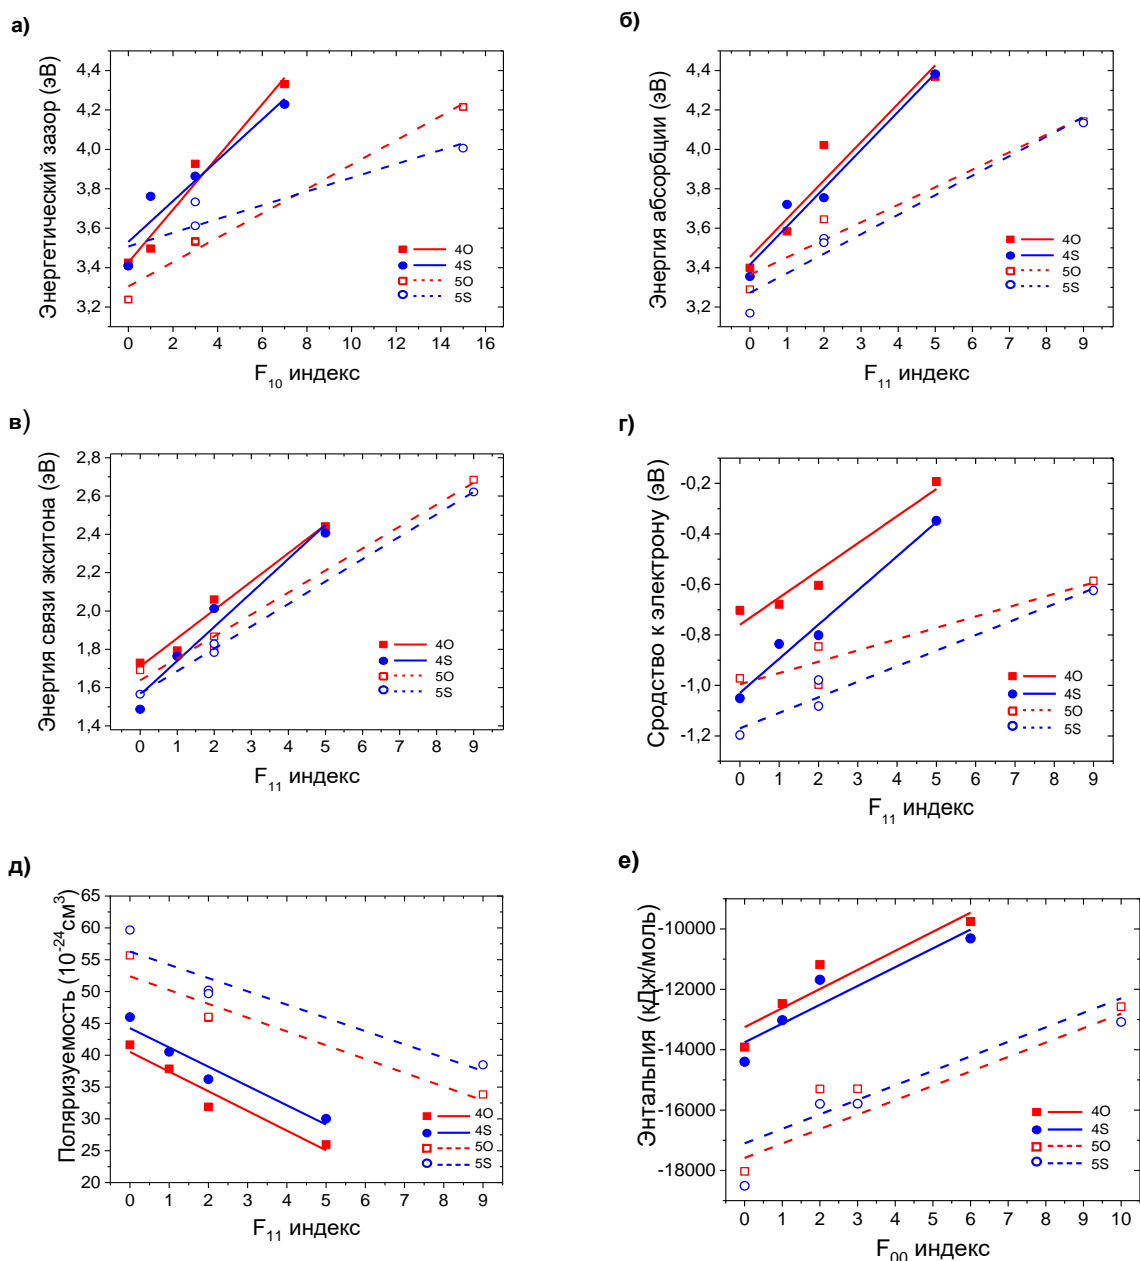 а)
Энергетический зазор (эВ)
4,4
4,2
4,0
3,8
3,6
3,4
3,2
0 2 4 6 8 10 12 14 16
F10 индекс
4O
4S
5O
5S
б)
Энергия абсорбции (эВ)
4,4
4,2
4,0
3,8
3,6
3,4
3,2
0 1 2 3 4 5 6 7 8 9
F11 индекс
4O
4S
5O
5S
в)
Энергия связи экситона (эВ)
2,8
2,6
2,4
2,2
2,0
1,8
1,6
1,4
0 1 2 3 4 5 6 7 8 9
F11 индекс
4O
4S
5O
5S
г)
Сродство к электрону (эВ)
-0,2
-0,4
-0,6
-0,8
-1,0
-1,2
0 1 2 3 4 5 6 7 8 9
F11 индекс
4O
4S
5O
5S
д)
Поляризуемость (10-24см3)
65
60
55
50
45
40
35
30
25
20
0 1 2 3 4 5 6 7 8 9
F11 индекс
4O
4S
5O
5S
е)
Энтальпия (кДж/моль)
-10000
-12000
-14000
-16000
-18000
0 1 2 3 4 5 6 7 8 9 10
F00 индекс
4O
4S
5O
5S